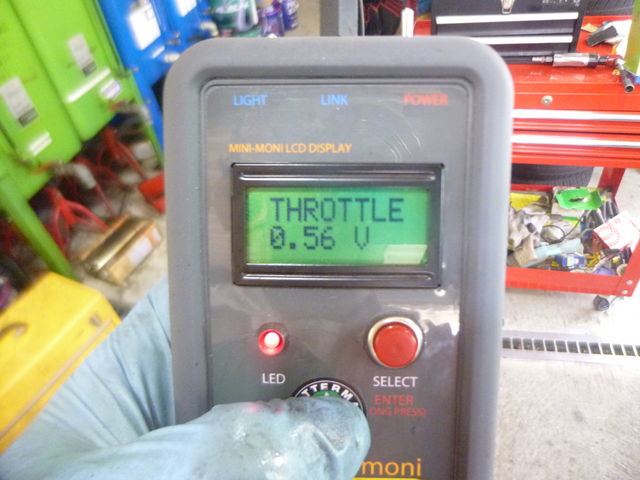 LIGHT LINK POWER
MINI-MONI LCD DISPLAY
THROTTLE
0.56 V
LED SELECT
ENTER
moni